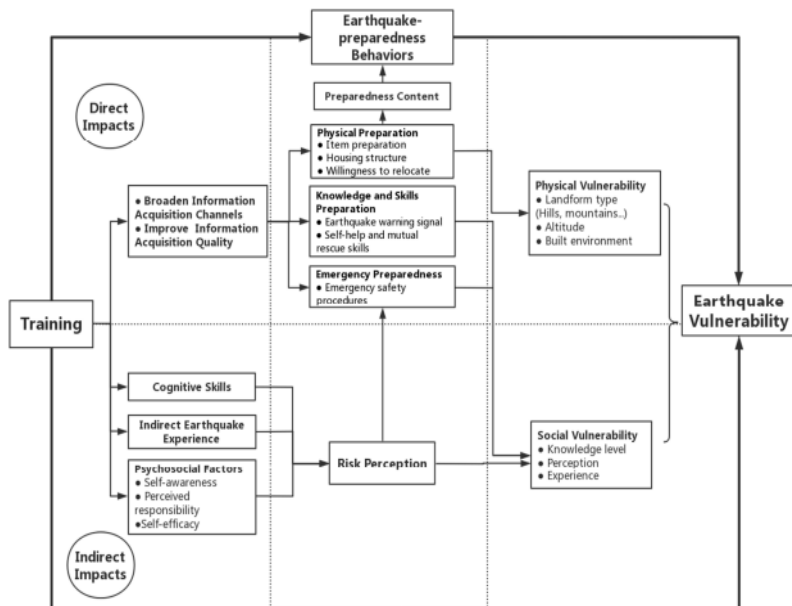 Earthquake-
preparedness
Behaviors
Direct
Impacts
Preparedness Content
Physical Preparation
● Item preparation
● Housing structure
● Willingness to relocate
● Broaden Information
Acquisition Channels
● Improve Information
Acquisition Quality
Knowledge and Skills
Preparation
● Earthquake warning signal
● Self-help and mutual
rescue skills
Emergency Preparedness
● Emergency safety
procedures
Physical Vulnerability
● Landform type
(Hills, mountains..)
● Altitude
● Built environment
Training
Earthquake
Vulnerability
Cognitive Skills
Indirect Earthquake
Experience
Psychosocial Factors
● Self-awareness
● Perceived
responsibility
●Self-efficacy
Risk Perception
Social Vulnerability
● Knowledge level
● Perception
● Experience
Indirect
Impacts